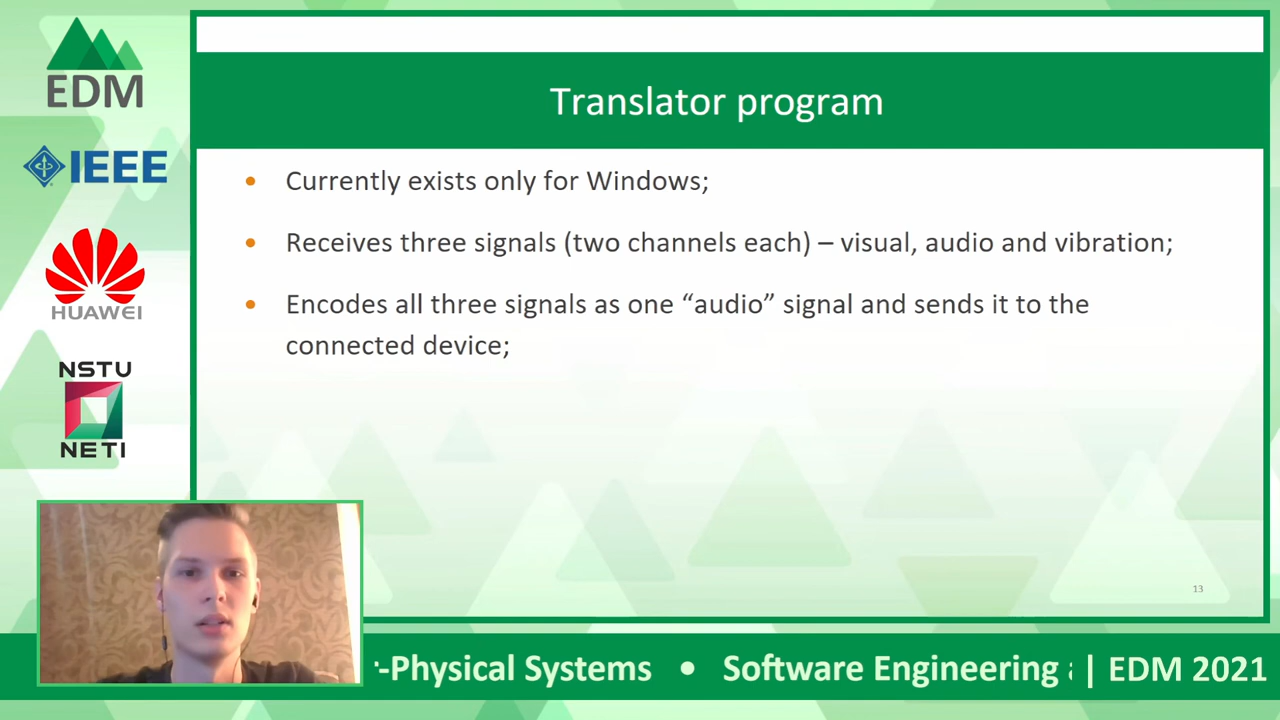 EDM
IEEE
HUAWEI
NSTU
NETI
Translator program
• Currently exists only for Windows;
• Receives three signals (two channels each) – visual, audio and vibration;
• Encodes all three signals as one “audio” signal and sends it to the
connected device;
13
-Physical Systems • Software Engineering | EDM 2021